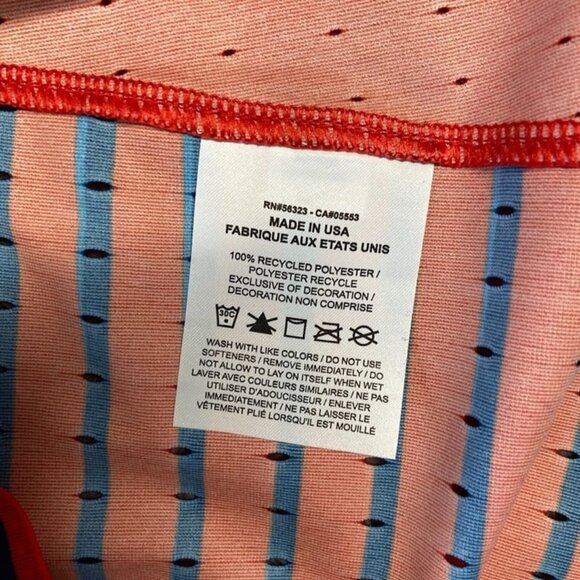 RN#56323 - CA#05553
MADE IN USA
FABRIQUE AUX ETATS UNIS
100% RECYCLED POLYESTER /
POLYESTER RECYCLE
EXCLUSIVE OF DECORATION /
DECORATION NON COMPRISE
30C
WASH WITH LIKE COLORS / DO NOT USE
SOFTENERS / REMOVE IMMEDIATELY / DO
NOT ALLOW TO LAY ON ITSELF WHEN WET
LAVER AVEC COULEURS SIMILAIRES / NE PAS
UTILISER D'ADOUCISSEUR / ENLEVER
IMMÉDIATEMENT / NE PAS LAISSER LE
VÊTEMENT PLIÉ LORSQU'IL EST MOUILLÉ